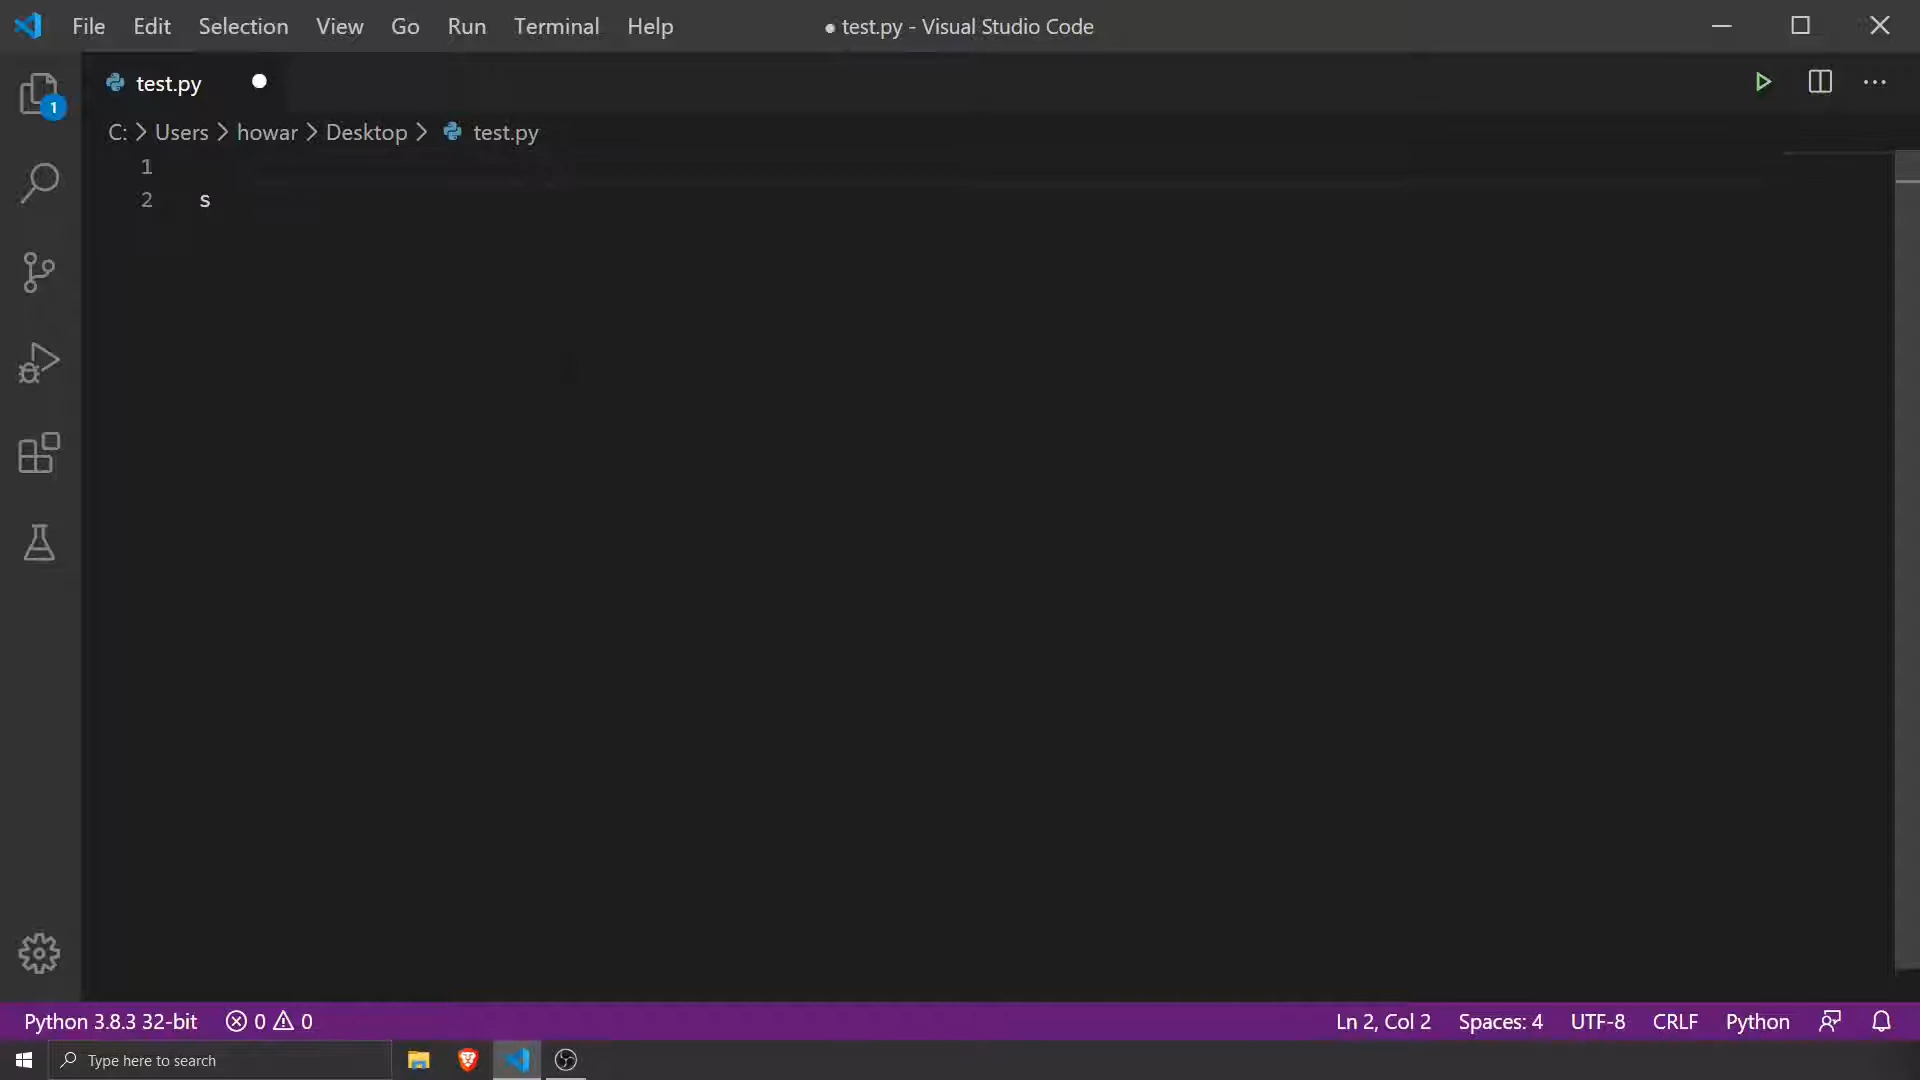 File Edit Selection View Go Run Terminal Help ● test.py - Visual Studio Code
test.py ●
1
C: > Users > howar > Desktop > test.py
1
2 s
Python 3.8.3 32-bit 0 0 Ln 2, Col 2 Spaces: 4 UTF-8 CRLF Python
Type here to search